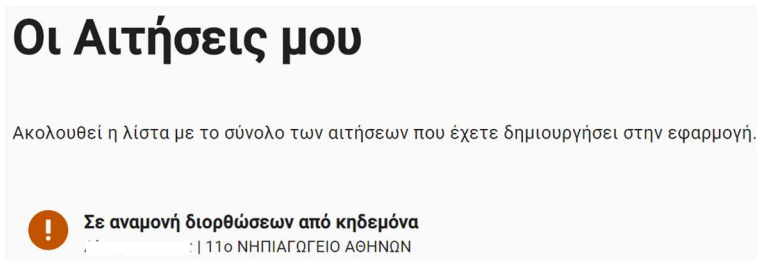 Οι Αιτήσεις μου
Ακολουθεί η λίστα με το σύνολο των αιτήσεων που έχετε δημιουργήσει στην εφαρμογή.
Σε αναμονή διορθώσεων από κηδεμόνα
| 11ο ΝΗΠΙΑΓΩΓΕΙΟ ΑΘΗΝΩΝ